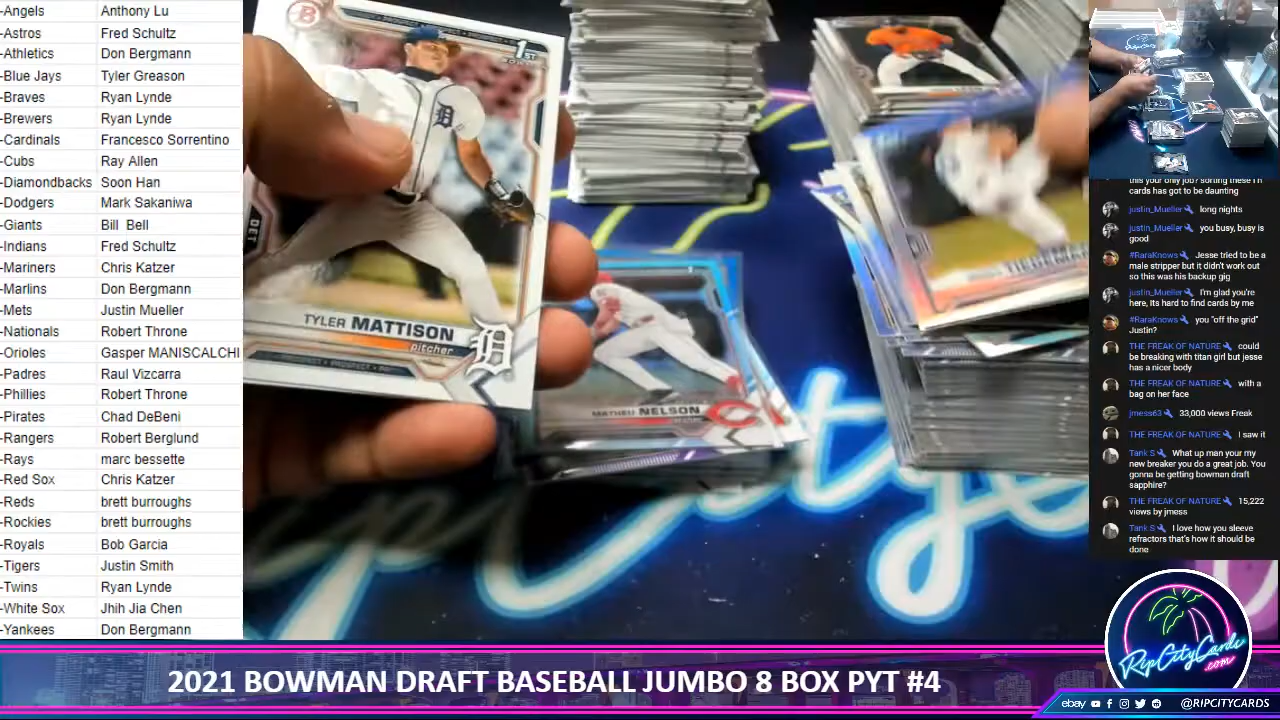 -Angels Anthony Lu
-Astros Fred Schultz
-Athletics Don Bergmann
-Blue Jays Tyler Greason
-Braves Ryan Lynde
-Brewers Ryan Lynde
-Cardinals Francesco Sorrentino
-Cubs Ray Allen
-Diamondbacks Soon Han
-Dodgers Mark Sakaniwa
-Giants Bill Bell
-Indians Fred Schultz
-Mariners Chris Katzer
-Marlins Don Bergmann
-Mets Justin Mueller
-Nationals Robert Throne
-Orioles Gasper MANISCALCHI
-Padres Raul Vizcarra
-Phillies Robert Throne
-Pirates Chad DeBeni
-Rangers Robert Berglund
-Rays marc bessette
-Red Sox Chris Katzer
-Reds brett burroughs
-Rockies brett burroughs
-Royals Bob Garcia
-Tigers Justin Smith
-Twins Ryan Lynde
-White Sox Jhih Jia Chen
-Yankees Don Bergmann
B
1ST
D
DET
TYLER MATTISON
pitcher
MATHEU NELSON
cards has got to be daunting
justin_Mueller long nights
justin_Mueller you busy, busy is
good
#RaraKnows Jesse tried to be a
male stripper but it didn't work out
so this was his backup gig
justin_Mueller I'm glad you're
here, its hard to find cards by me
#RaraKnows you "off the grid"
Justin?
THE FREAK OF NATURE could
be breaking with titan girl but jesse
has a nicer body
THE FREAK OF NATURE with a
bag on her face
jmess63 33,000 views Freak
THE FREAK OF NATURE I saw it
Tank S What up man your my
new breaker you do a great job. You
gonna be getting bowman draft
sapphire?
THE FREAK OF NATURE 15,222
views by jmess
Tank S I love how you sleeve
refractors that's how it should be
done
RipCityCards
.com
2021 BOWMAN DRAFT BASEBALL JUMBO 8 BOX PYT #4
ebay @RIPCITYCARDS